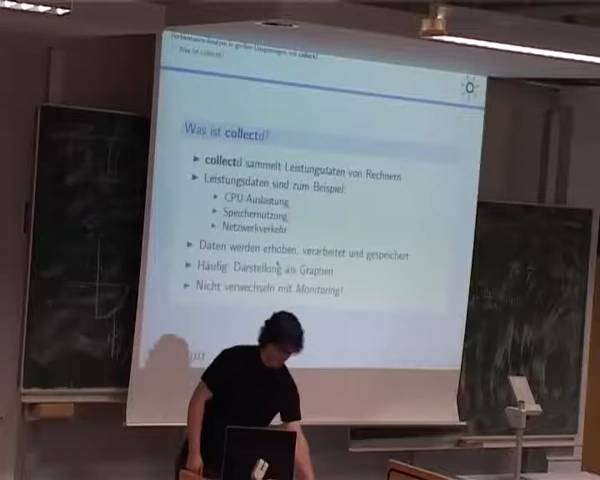 Performance-Analyse in großen Umgebungen mit collectd
Was ist collectd?
Was ist collectd?
► collectd sammelt Leistungsdaten von Rechnern
► Leistungsdaten sind zum Beispiel:
► CPU-Auslastung
► Speichernutzung
► Netzwerkverkehr
► Daten werden erhoben, verarbeitet und gespeichert
► Häufig: Darstellung als Graphen
► Nicht verwechseln mit Monitoring!